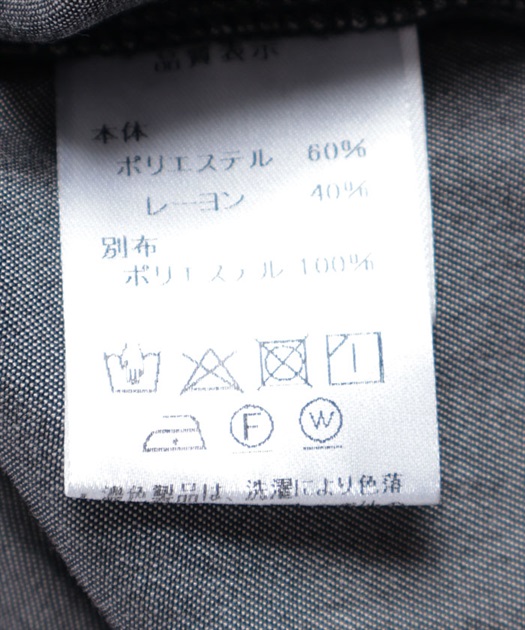 品質表示
本体
ポリエステル 60%
レーヨン 40%
別布
ポリエステル 100%
F
W
濃色製品は、洗濯により色落